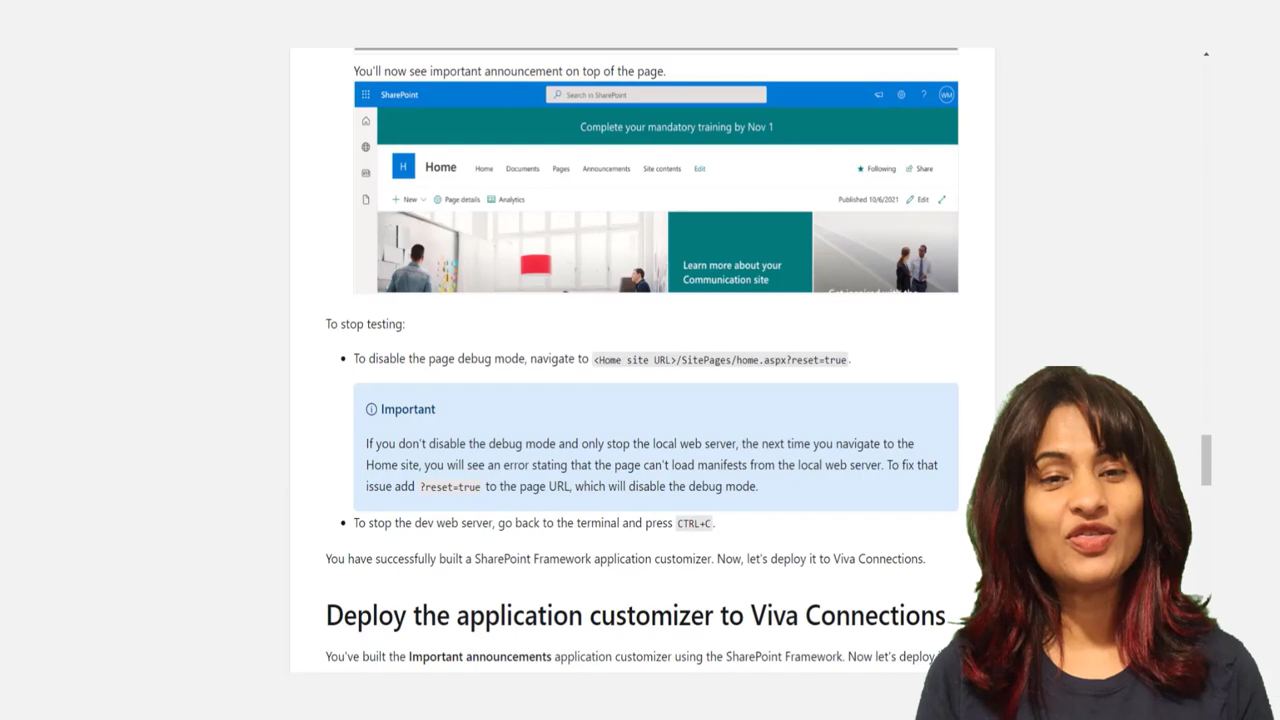 You'll now see important announcement on top of the page.
SharePoint
Search in SharePoint
?
WM
Complete your mandatory training by Nov 1
H
Home
Home
Documents
Pages
Announcements
Site contents
Edit
Following
Share
New
Page details
Analytics
Published 10/6/2021
Edit
Learn more about your
Communication site
To stop testing:
To disable the page debug mode, navigate to <Home site URL>/SitePages/home.aspx?reset=true.
Important
If you don't disable the debug mode and only stop the local web server, the next time you navigate to the
Home site, you will see an error stating that the page can't load manifests from the local web server. To fix that
issue add ?reset=true to the page URL, which will disable the debug mode.
To stop the dev web server, go back to the terminal and press CTRL+C.
You have successfully built a SharePoint Framework application customizer. Now, let's deploy it to Viva Connections.
Deploy the application customizer to Viva Connections
You've built the Important announcements application customizer using the SharePoint Framework. Now let's deploy